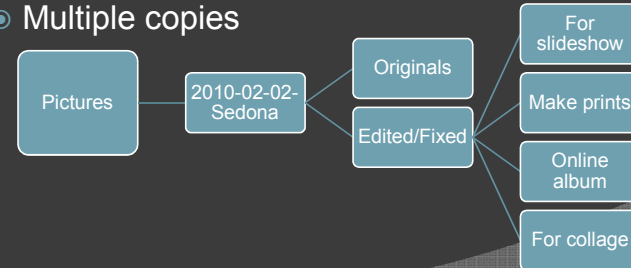 Multiple copies
Pictures
2010-02-02-
Sedona
Originals
Edited/Fixed
For
slideshow
Make prints
Online
album
For collage